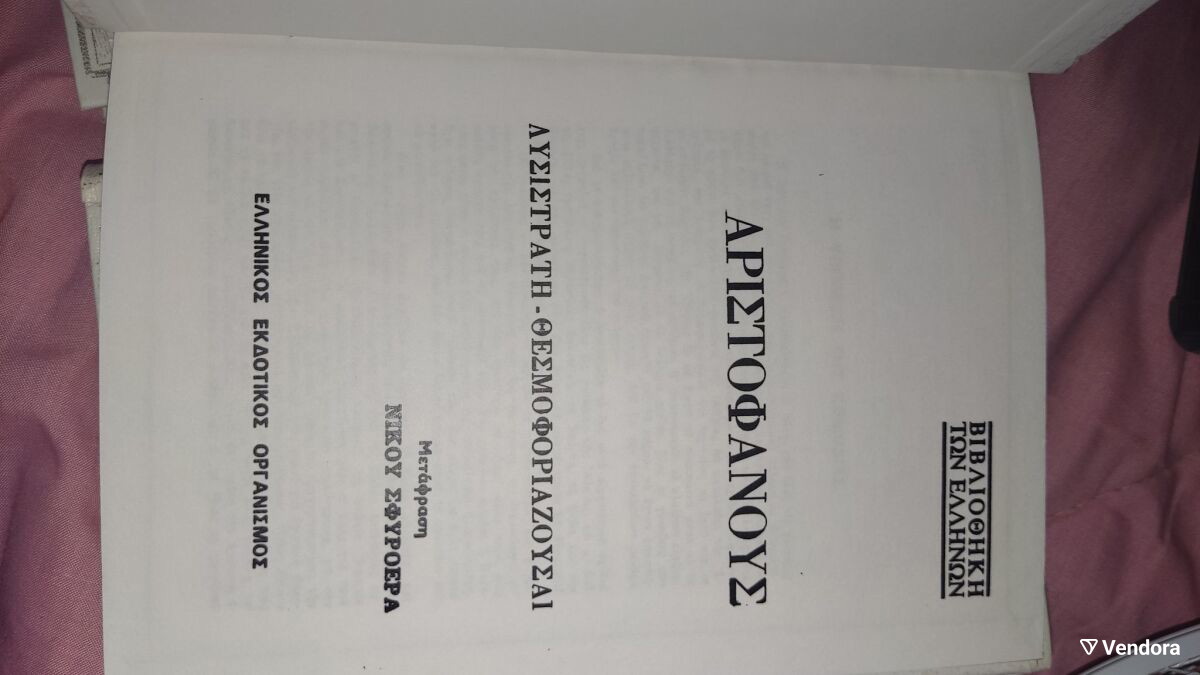 ΒΙΒΛΙΟΘΗΚΗ
ΤΩΝ ΕΛΛΗΝΩΝ
ΑΡΙΣΤΟΦΑΝΟΥΣ
ΛΥΣΙΣΤΡΑΤΗ - ΘΕΣΜΟΦΟΡΙΑΖΟΥΣΑΙ
Μετάφραση
ΝΙΚΟΥ ΣΦΥΡΟΕΡΑ
ΕΛΛΗΝΙΚΟΣ ΕΚΔΟΤΙΚΟΣ ΟΡΓΑΝΙΣΜΟΣ
Vendora